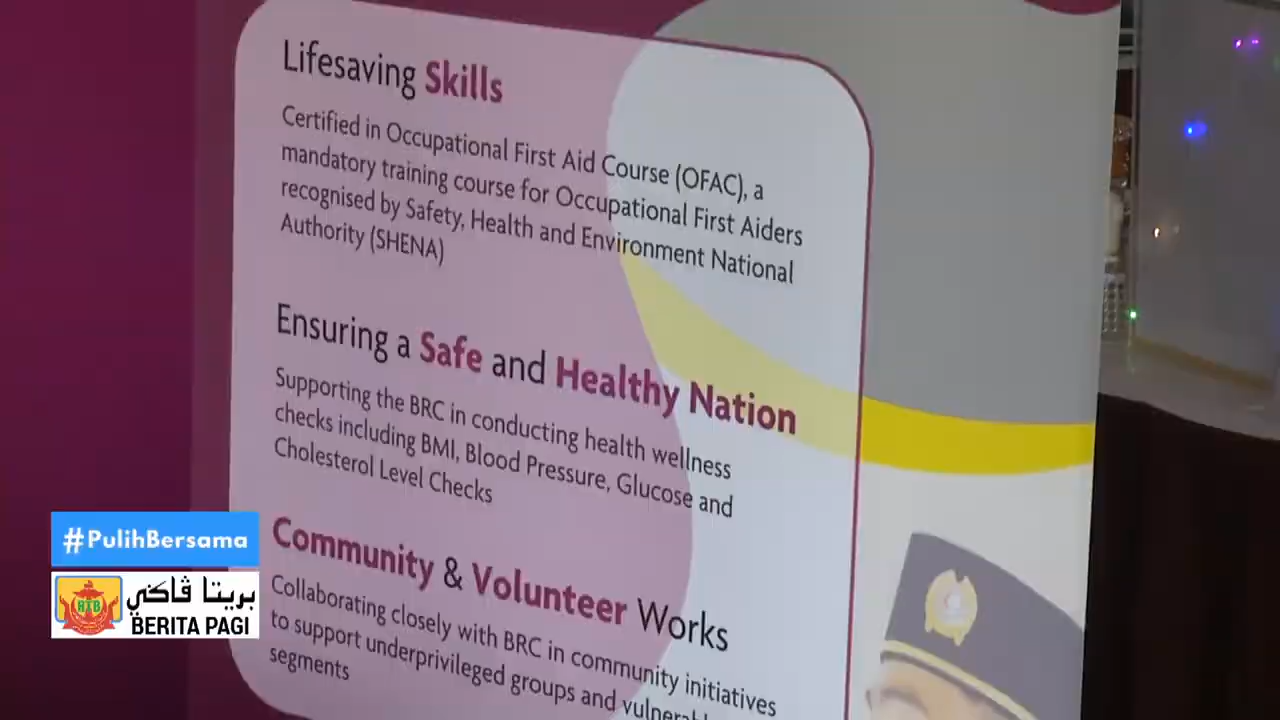 Lifesaving Skills
Certified in Occupational First Aid Course (OFAC), a
mandatory training course for Occupational First Aiders
recognised by Safety, Health and Environment National
Authority (SHENA)
Ensuring a Safe and Healthy Nation
Supporting the BRC in conducting health wellness
checks including BMI, Blood Pressure, Glucose and
Cholesterol Level Checks
Community & Volunteer Works
Collaborating closely with BRC in community initiatives
to support underprivileged groups and
segments
#PulihBersama
RTB
بريتا ڤاݢي
BERITA PAGI